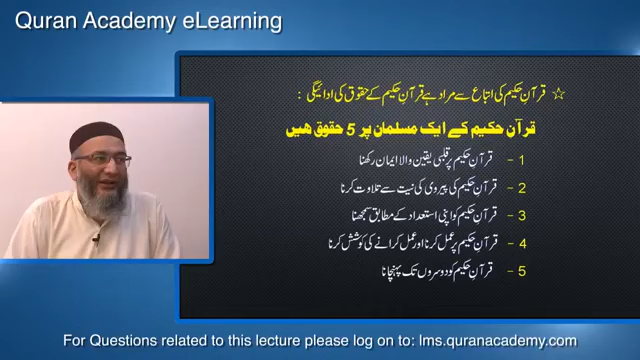 Quran Academy eLearning
☆ قرآنِ حکیم کی اتباع سے مراد ہے قرآنِ حکیم کے حقوق کی ادائیگی :
قرآنِ حکیم کے ایک مسلمان پر 5 حقوق ہیں
1 - قرآنِ حکیم پر قلبی یقین والا ایمان رکھنا
2 - قرآنِ حکیم کی پیروی کی نیت سے تلاوت کرنا
3 - قرآنِ حکیم کو اپنی استعداد کے مطابق سمجھنا
4 - قرآنِ حکیم پر عمل کرنا اور عمل کرانے کی کوشش کرنا
5 - قرآنِ حکیم کو دوسروں تک پہنچانا
For Questions related to this lecture please log on to: lms.quranacademy.com